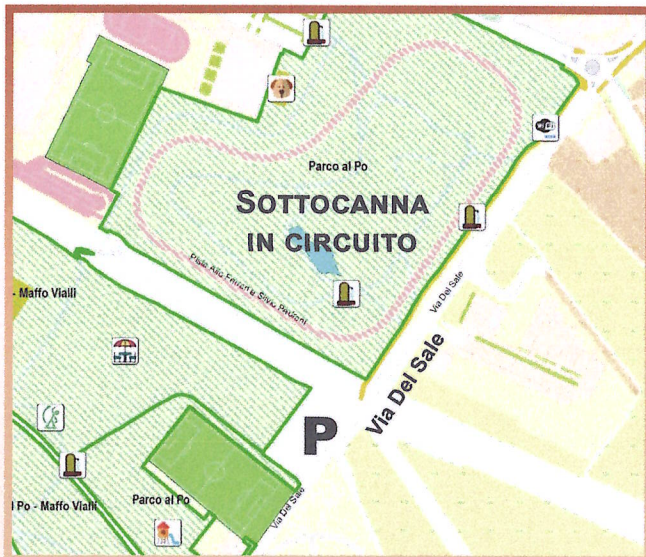 Parco al Po
SOTTOCANNA
IN CIRCUITO
Via Del Sale
- Maffo Vialli
Via Del Sale
P
Parco al Po
l Po - Maffo Vialli
Via Del Sale